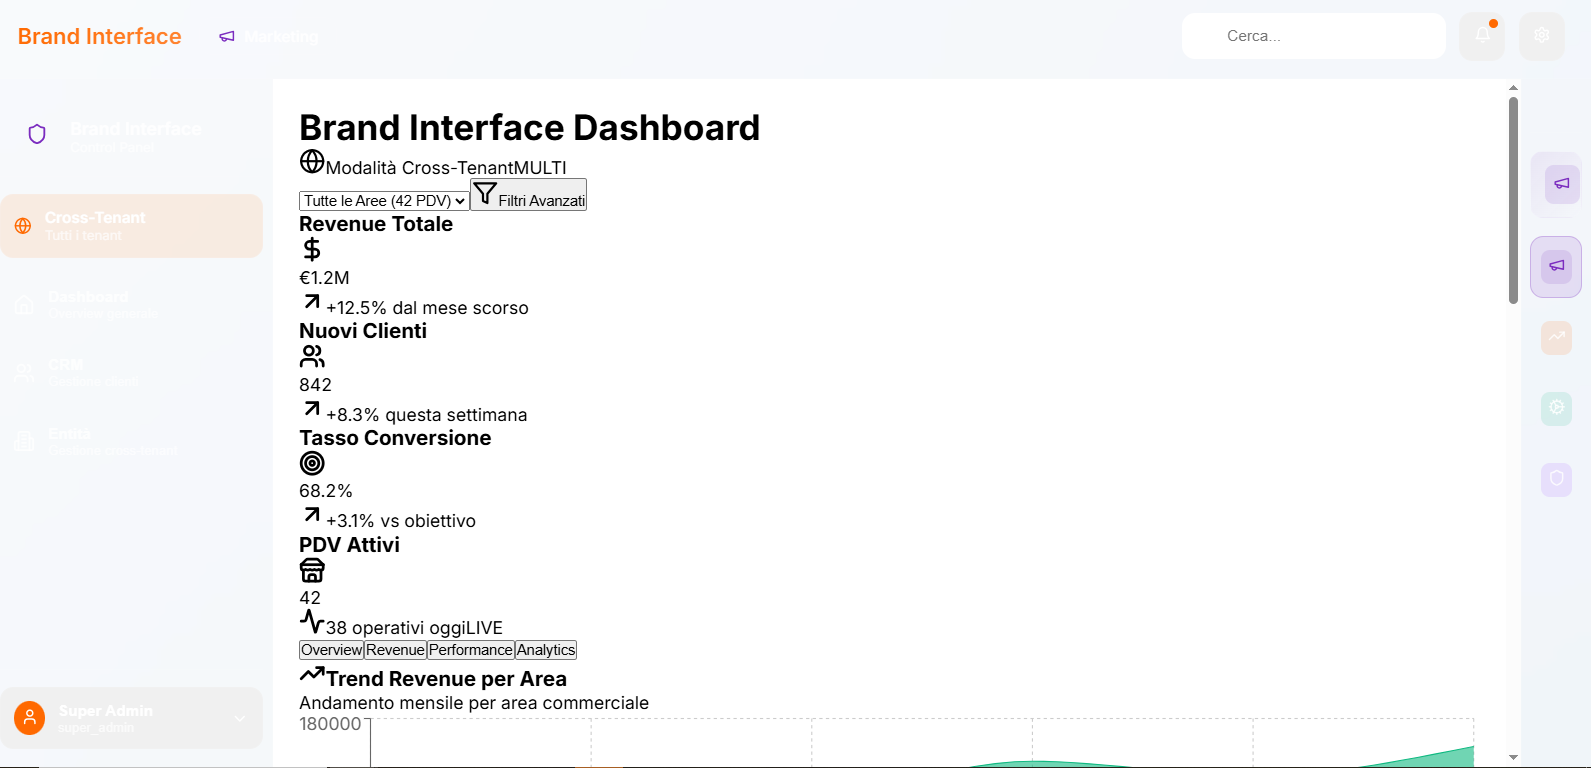 Brand Interface
Marketing
Cerca...
Brand Interface
Control Panel
Cross-Tenant
Tutti i tenant
Dashboard
Overview generale
CRM
Gestione clienti
Entità
Gestione cross-tenant
Super Admin
super_admin
Brand Interface Dashboard
Modalità Cross-TenantMULTI
Tutte le Aree (42 PDV)
Filtri Avanzati
Revenue Totale
€1.2M
+12.5% dal mese scorso
Nuovi Clienti
842
+8.3% questa settimana
Tasso Conversione
68.2%
+3.1% vs obiettivo
PDV Attivi
42
38 operativi oggiLIVE
Overview Revenue Performance Analytics
Trend Revenue per Area
Andamento mensile per area commerciale
180000